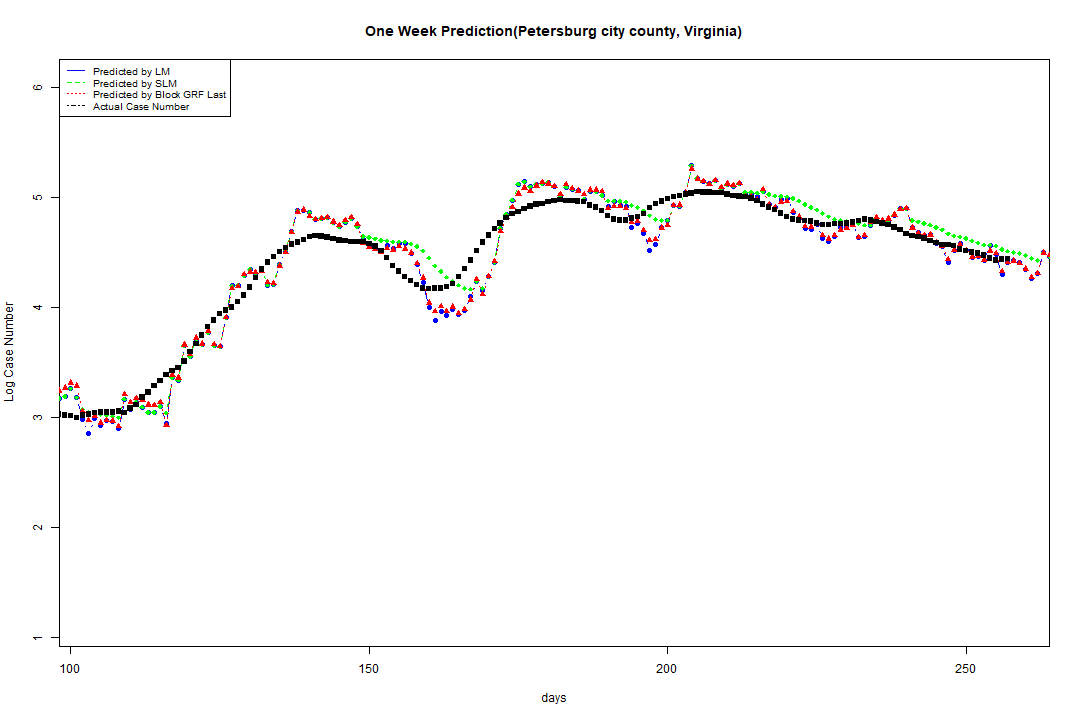 One Week Prediction(Petersburg city county, Virginia)
Predicted by LM
Predicted by SLM
Predicted by Block GRF Last
Actual Case Number
6
5
4
3
2
1
Log Case Number
100 150 200 250
days